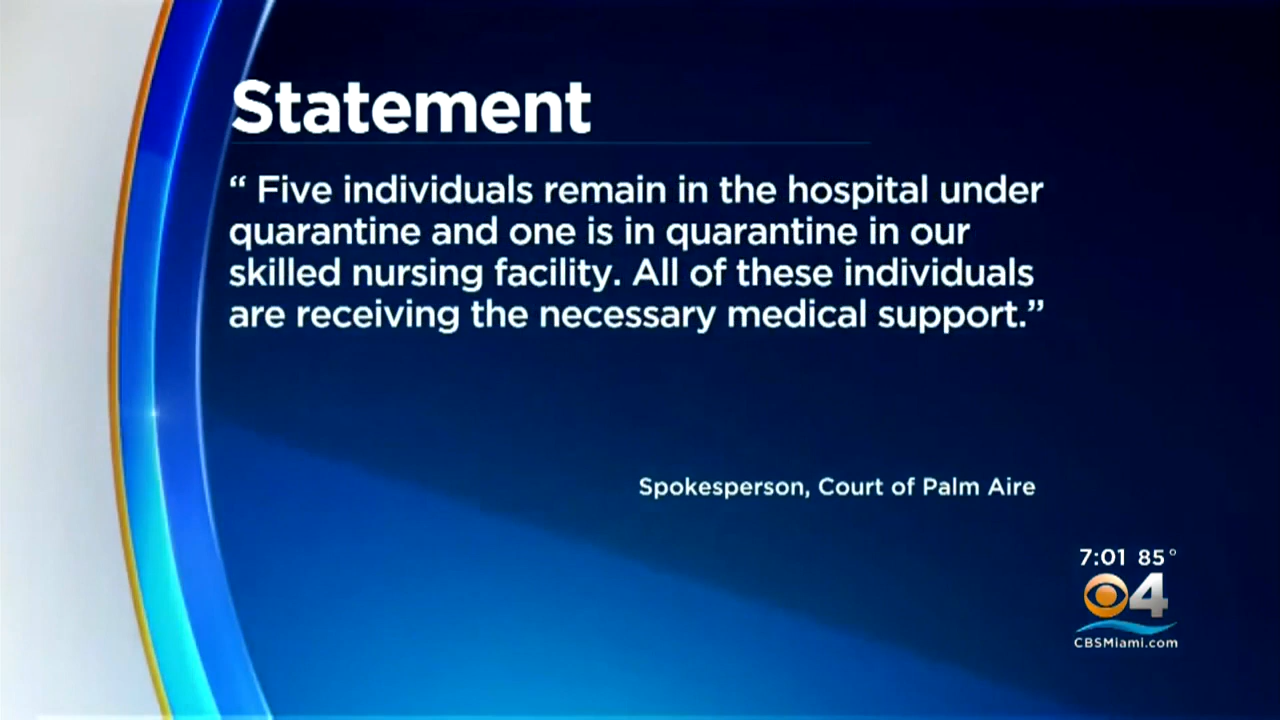 Statement
“ Five individuals remain in the hospital under
quarantine and one is in quarantine in our
skilled nursing facility. All of these individuals
are receiving the necessary medical support.”
Spokesperson, Court of Palm Aire
7:01 85°
4
CBSMiami.com